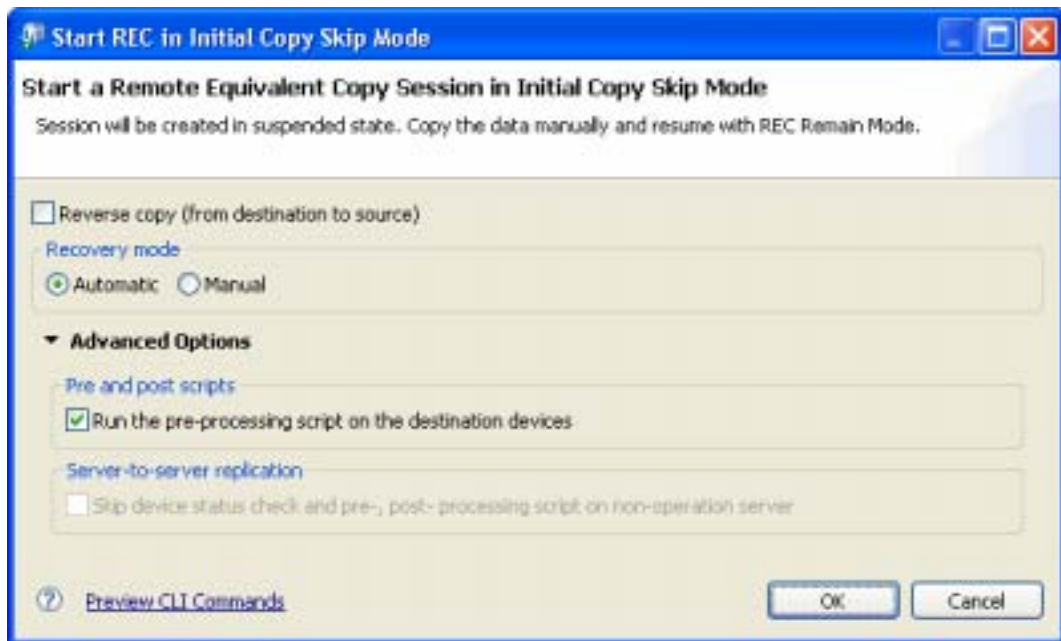 Start REC in Initial Copy Skip Mode
Start a Remote Equivalent Copy Session in Initial Copy Skip Mode
Session will be created in suspended state. Copy the data manually and resume with REC Remain Mode.
Reverse copy (from destination to source)
Recovery mode
Automatic Manual
Advanced Options
Pre and post scripts
Run the pre-processing script on the destination devices
Server-to-server replication
Skip device status check and pre-, post- processing script on non-operation server
? Preview CLI Commands OK Cancel